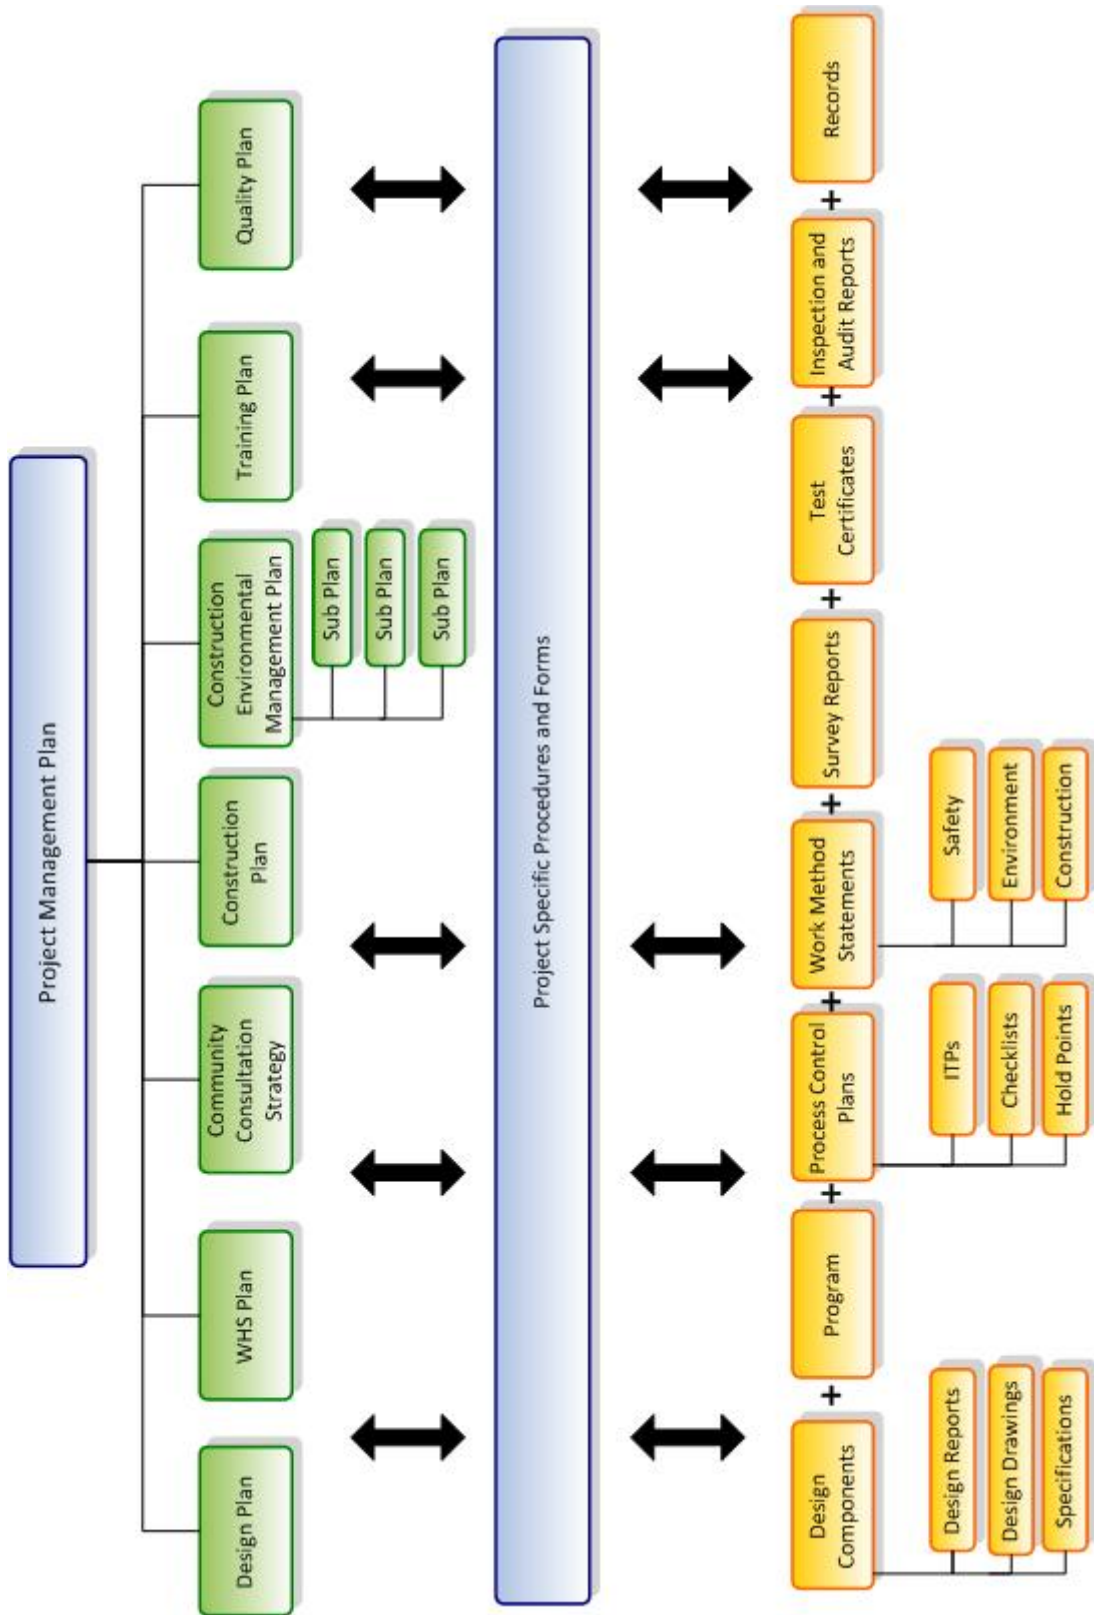 Project Management Plan
Design Plan
WHS Plan
Community
Consultation
Strategy
Construction
Plan
Construction
Environmental
Management Plan
Sub Plan
Sub Plan
Sub Plan
Training Plan
Quality Plan
Project Specific Procedures and Forms
Design
Components
Design Reports
Design Drawings
Specifications
+
Program
+
Process Control
Plans
ITPs
Checklists
Hold Points
+
Work Method
Statements
Safety
Environment
Construction
+
Survey Reports
+
Test
Certificates
+
Inspection and
Audit Reports
+
Records